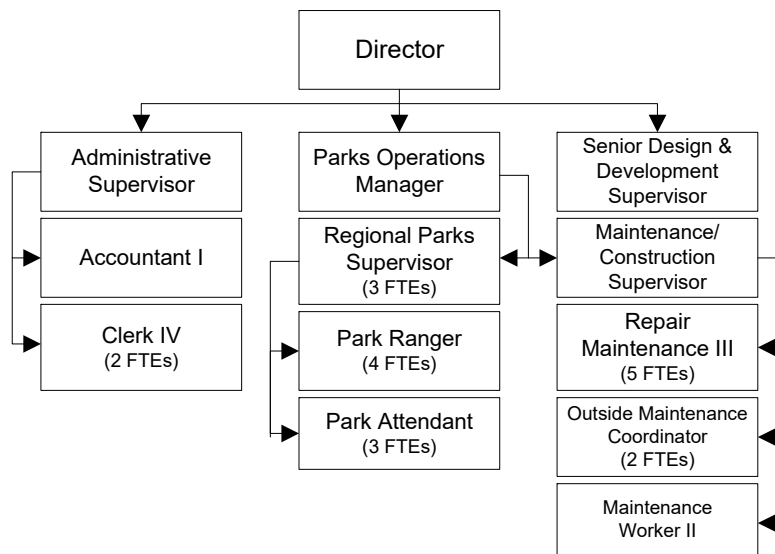 Director
Administrative
Supervisor
Accountant I
Clerk IV
(2 FTEs)
Parks Operations
Manager
Regional Parks
Supervisor
(3 FTEs)
Park Ranger
(4 FTEs)
Park Attendant
(3 FTEs)
Senior Design &
Development
Supervisor
Maintenance/
Construction
Supervisor
Repair
Maintenance III
(5 FTEs)
Outside Maintenance
Coordinator
(2 FTEs)
Maintenance
Worker II